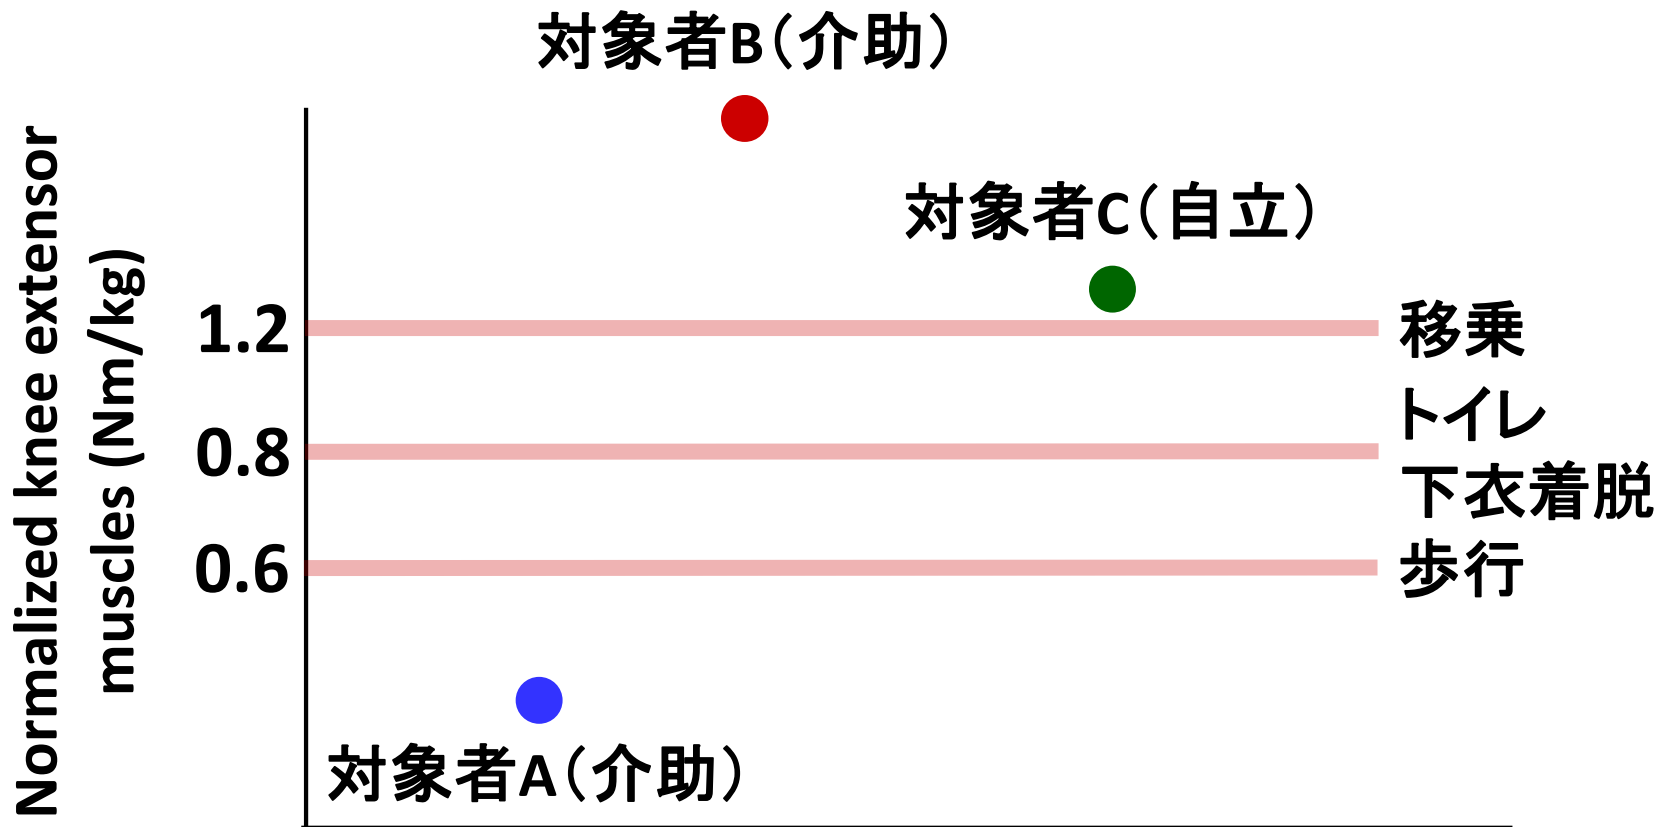 対象者B（介助）
対象者C（自立）
Normalized knee extensor
muscles (Nm/kg)
1.2
移乗
トイレ
0.8
下衣着脱
0.6
歩行
対象者A（介助）